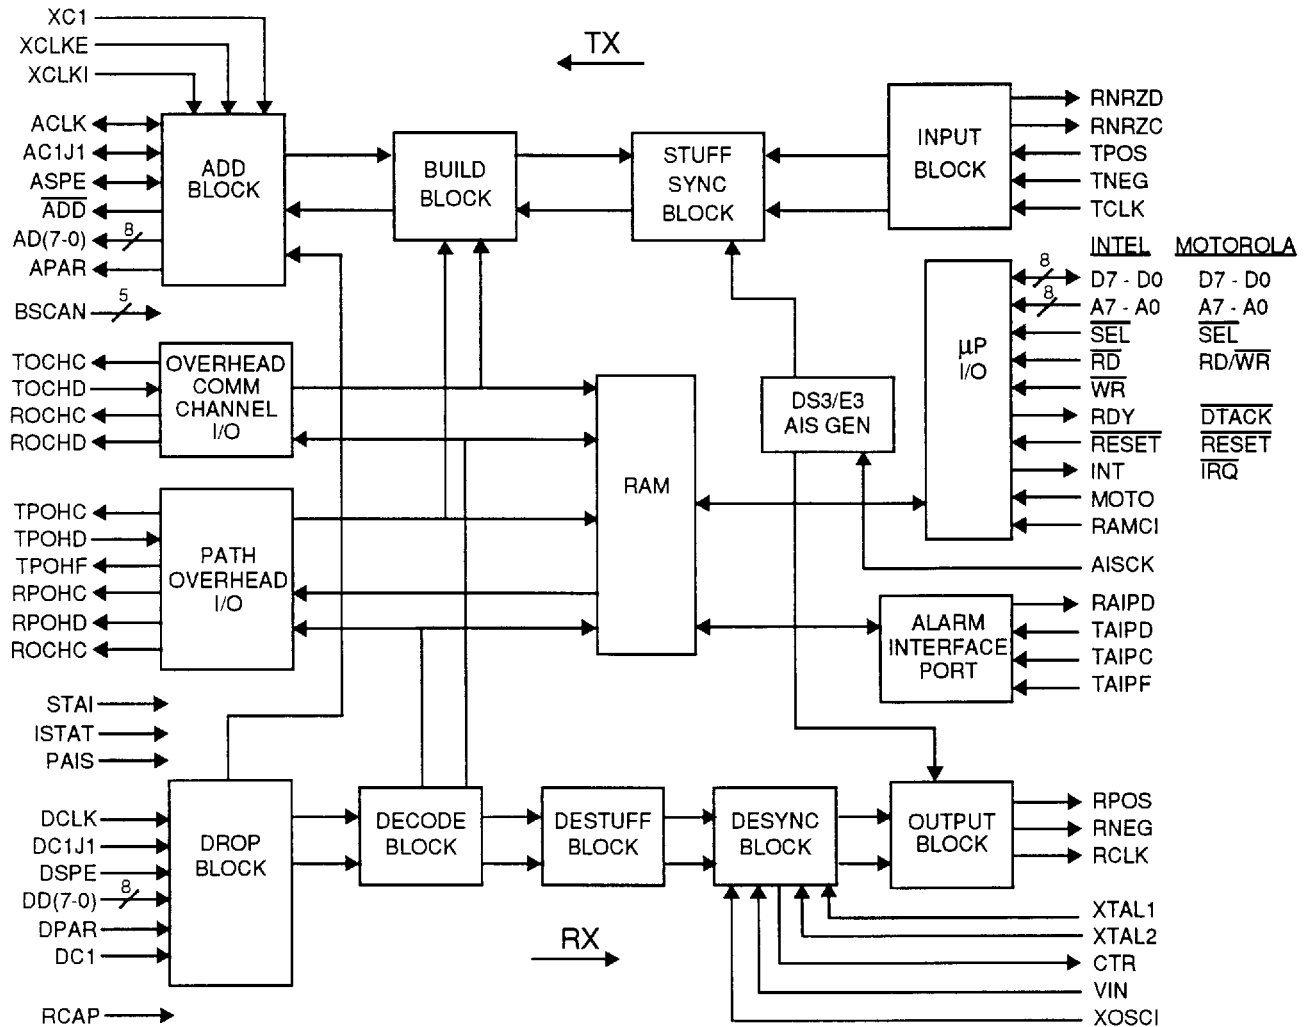 XC1
XCLKE
XCLKI
TX
ACLK
AC1J1
ASPE
ADD
AD(7-0)
8
APAR
BSCAN
5
ADD
BLOCK
BUILD
BLOCK
STUFF
SYNC
BLOCK
INPUT
BLOCK
RNRZD
RNRZC
TPOS
TNEG
TCLK
INTEL MOTOROLA
8
D7 - D0 D7 - D0
8
A7 - A0 A7 - A0
SEL SEL
RD RD/WR
WR
RDY DTACK
RESET RESET
INT IRQ
MOTO
RAMCI
µP
I/O
AISCK
TOCHC
TOCHD
ROCHC
ROCHD
OVERHEAD
COMM
CHANNEL
I/O
RAM
DS3/E3
AIS GEN
TPOHC
TPOHD
TPOHF
RPOHC
RPOHD
ROCHC
PATH
OVERHEAD
I/O
ALARM
INTERFACE
PORT
RAIPD
TAIPD
TAIPC
TAIPF
STAI
ISTAT
PAIS
DCLK
DC1J1
DSPE
DD(7-0)
8
DPAR
DC1
RCAP
DROP
BLOCK
DECODE
BLOCK
DESTUFF
BLOCK
DESYNC
BLOCK
OUTPUT
BLOCK
RPOS
RNEG
RCLK
RX
XTAL1
XTAL2
CTR
VIN
XOSCI